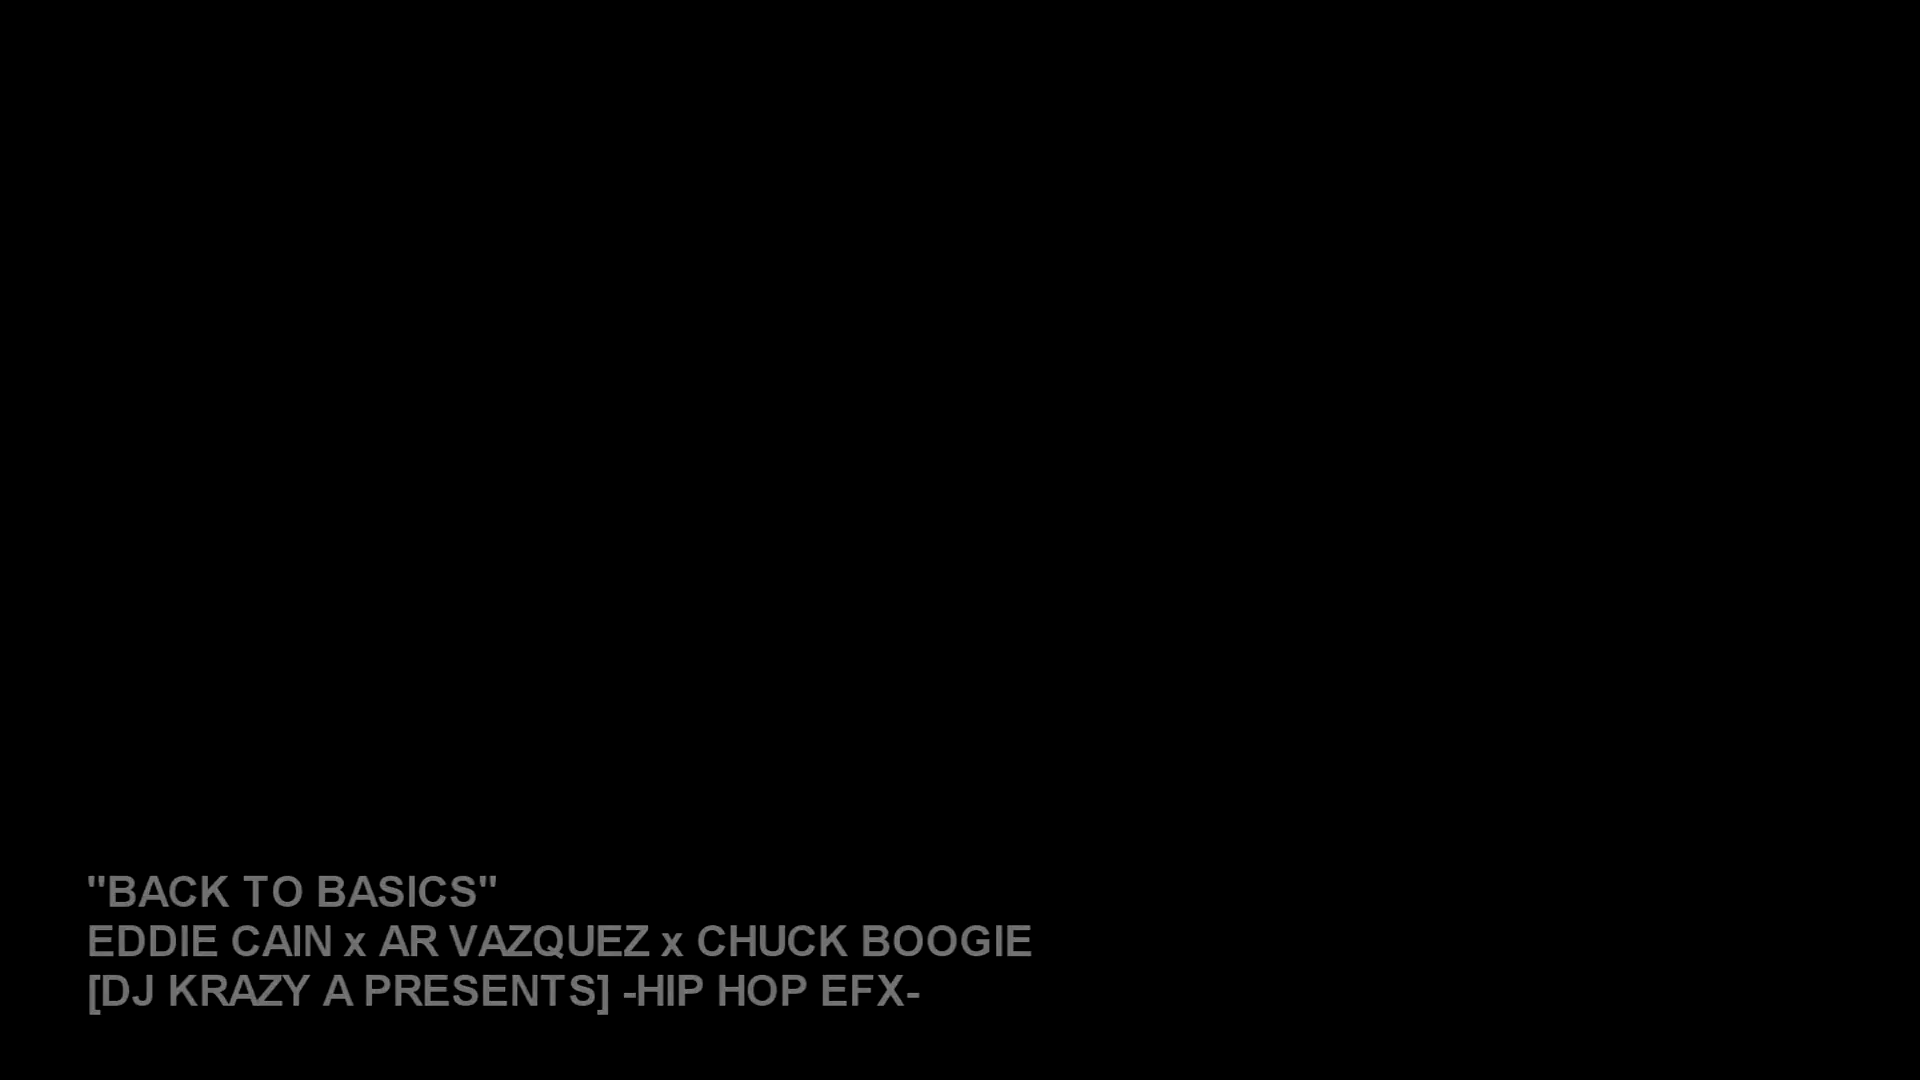 "BACK TO BASICS"
EDDIE CAIN x AR VAZQUEZ x CHUCK BOOGIE
[DJ KRAZY A PRESENTS] -HIP HOP EFX-